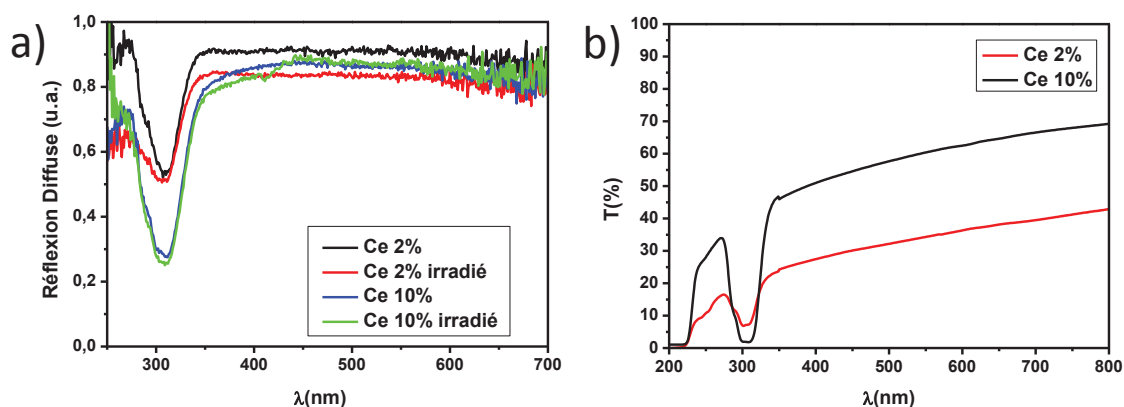 a)
Réflexion Diffuse (u.a.)
1,0
0,8
0,6
0,4
0,2
0,0
Ce 2%
Ce 2% irradié
Ce 10%
Ce 10% irradié
300 400 500 600 700
λ(nm)
b)
T(%)
100
90
80
70
60
50
40
30
20
10
0
Ce 2%
Ce 10%
200 300 400 500 600 700 800
λ(nm)